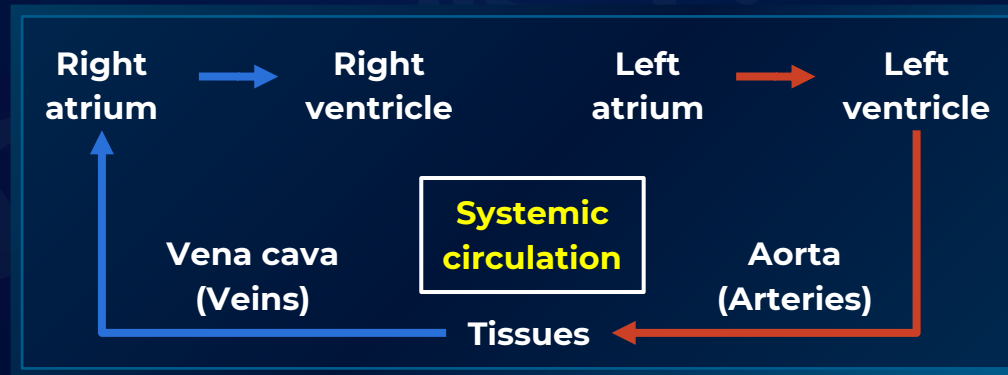 Right
atrium
Right
ventricle
Left
atrium
Left
ventricle
Systemic
circulation
Vena cava
(Veins)
Aorta
(Arteries)
Tissues